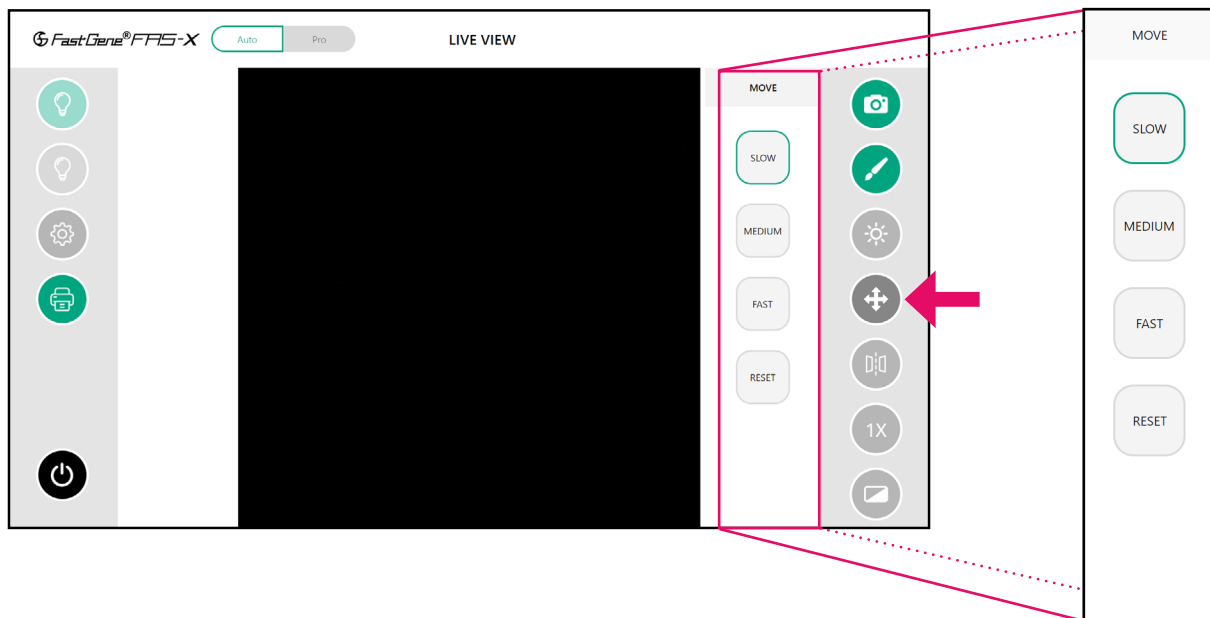 FastGene®FAS-X
Auto
Pro
LIVE VIEW
MOVE
SLOW
MEDIUM
FAST
RESET
1X
MOVE
SLOW
MEDIUM
FAST
RESET